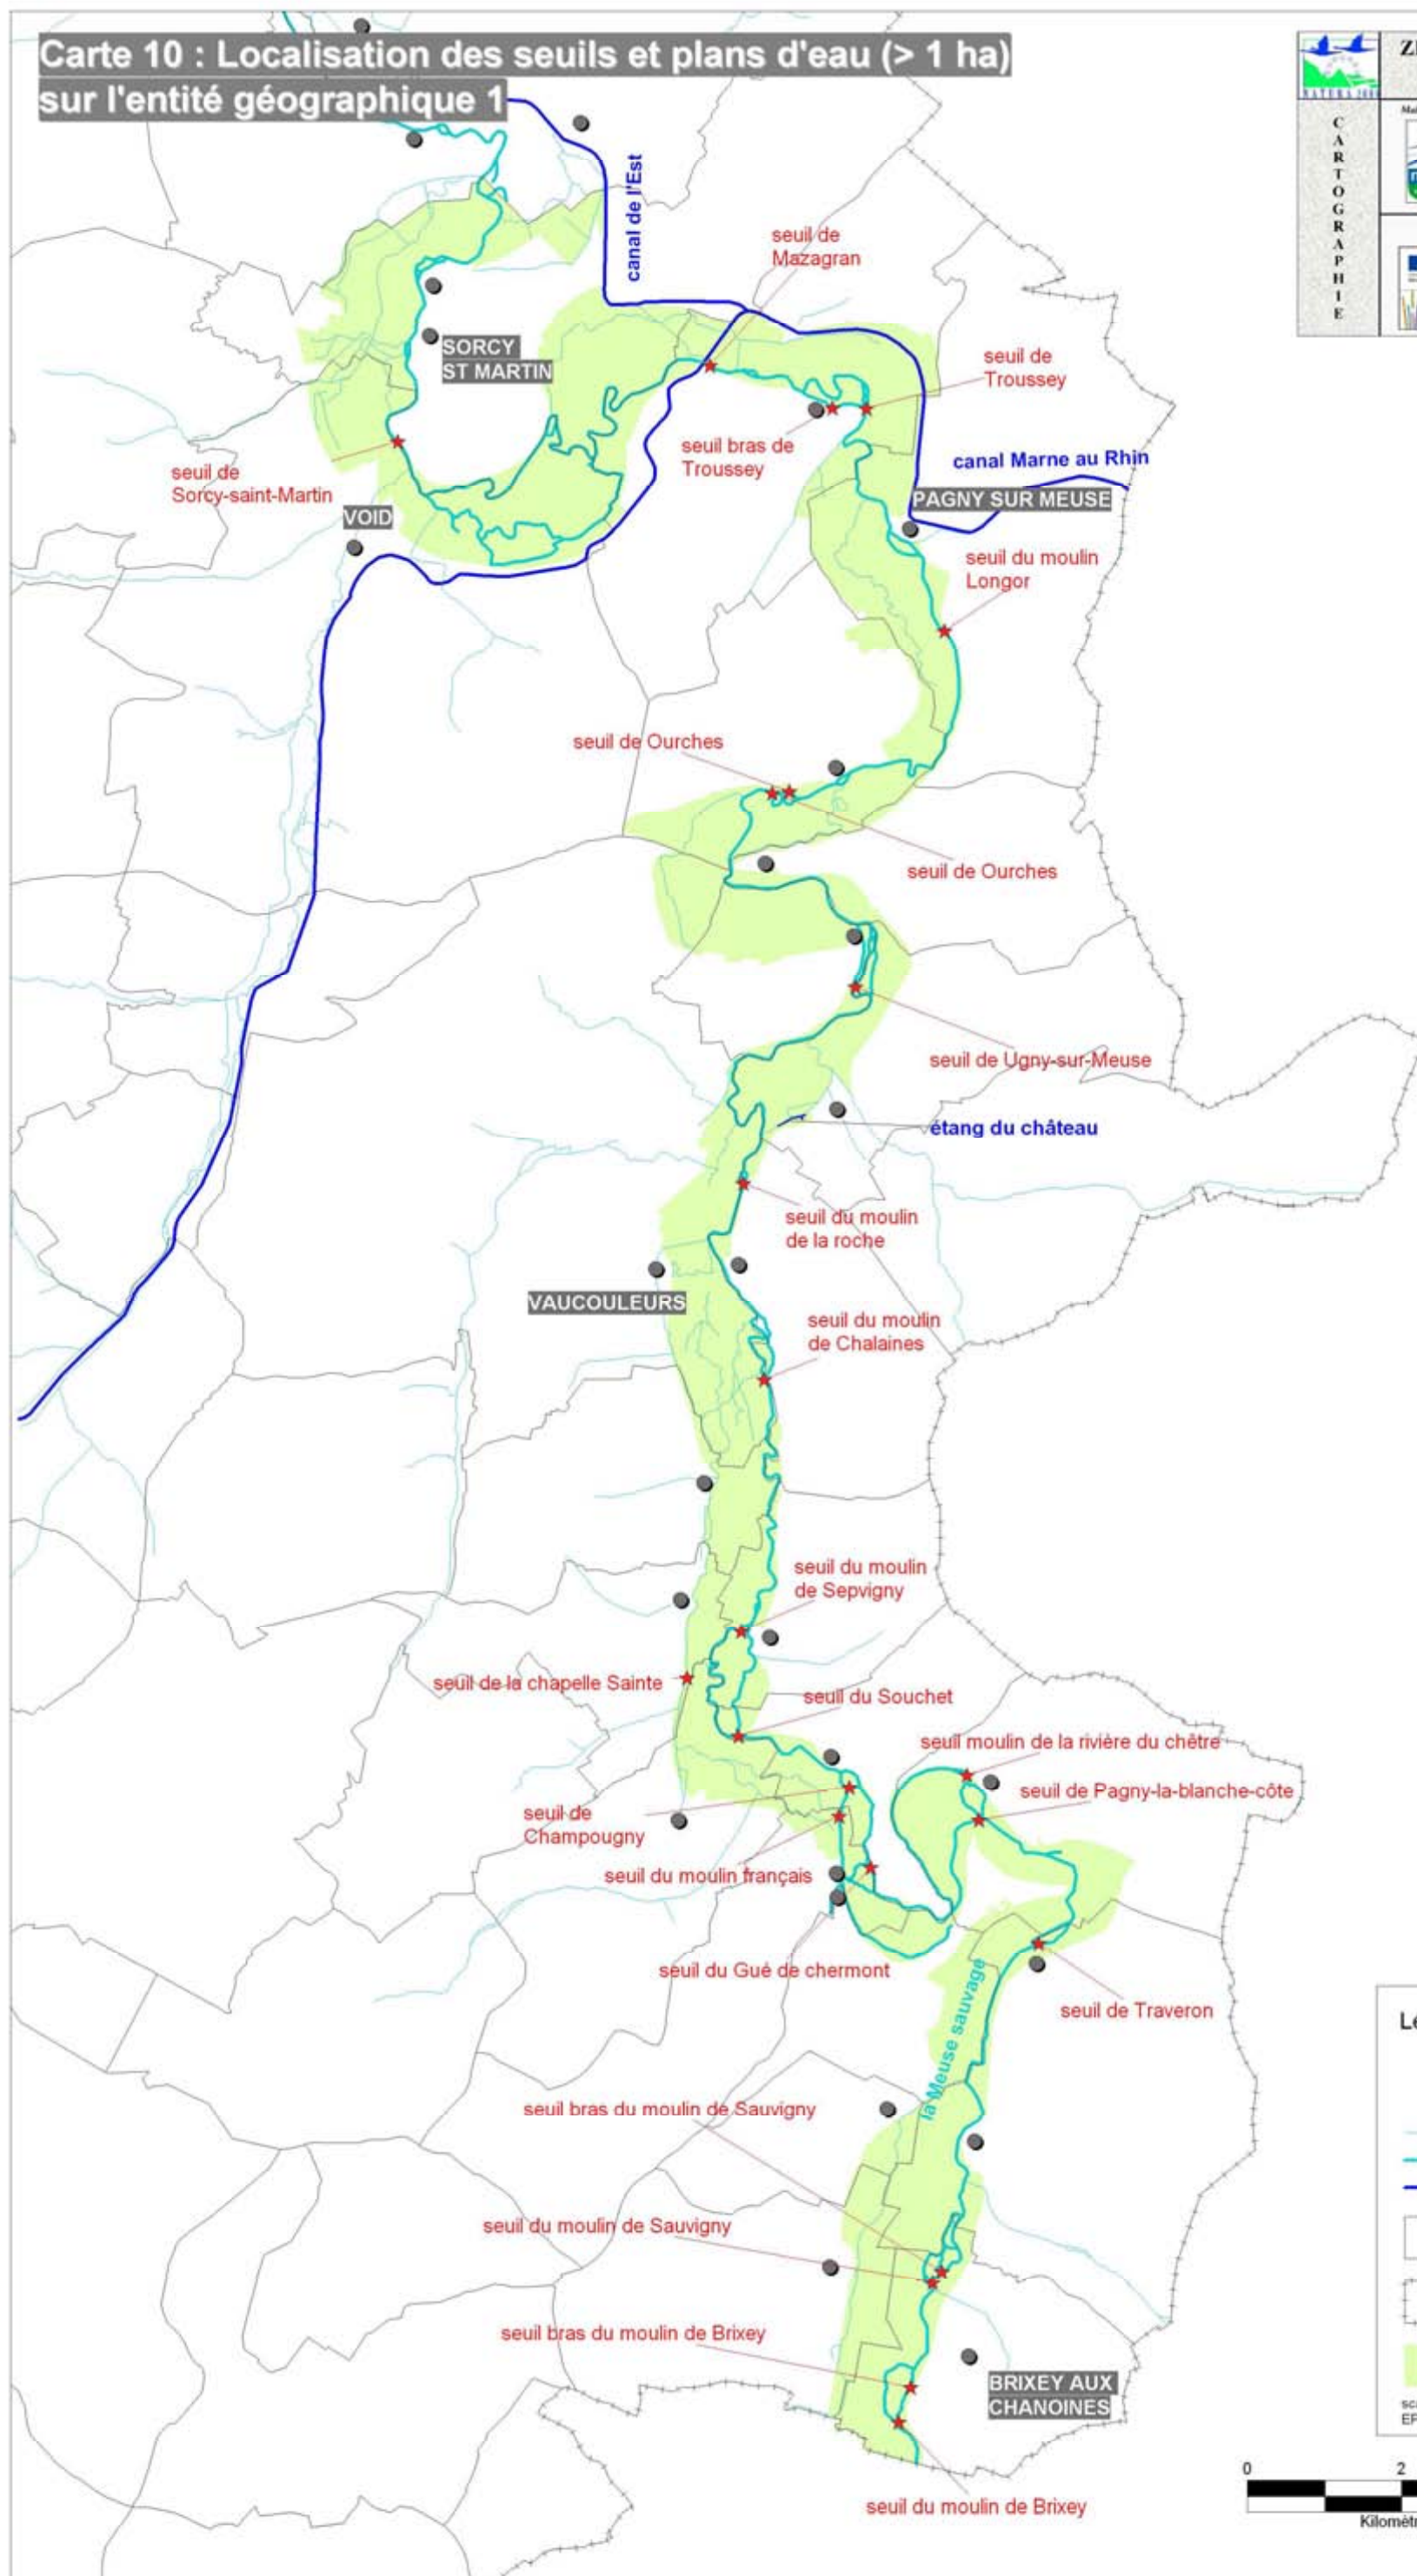 Carte 10 : Localisation des seuils et plans d'eau (> 1 ha)
sur l'entité géographique 1
CARTOGRAPHIE
canal de l'Est
seuil de
Mazagran
SORCY
ST MARTIN
seuil de
Troussey
seuil bras de
Troussey
canal Marne au Rhin
seuil de
Sorcy-saint-Martin
PAGNY SUR MEUSE
VOID
seuil du moulin
Longor
seuil de Ourches
seuil de Ourches
seuil de Ugny-sur-Meuse
étang du château
seuil du moulin
de la roche
VAUCOULEURS
seuil du moulin
de Chalaines
seuil du moulin
de Sepvigny
seuil de la chapelle Sainte
seuil du Souchet
seuil moulin de la rivière du chêtre
seuil de Pagny-la-blanche-côte
seuil de
Champougny
seuil du moulin français
seuil du Gué de chermont
la Meuse sauvage
seuil de Traveron
seuil bras du moulin de Sauvigny
seuil du moulin de Sauvigny
seuil bras du moulin de Brixey
BRIXEY AUX
CHANOINES
0 2
seuil du moulin de Brixey